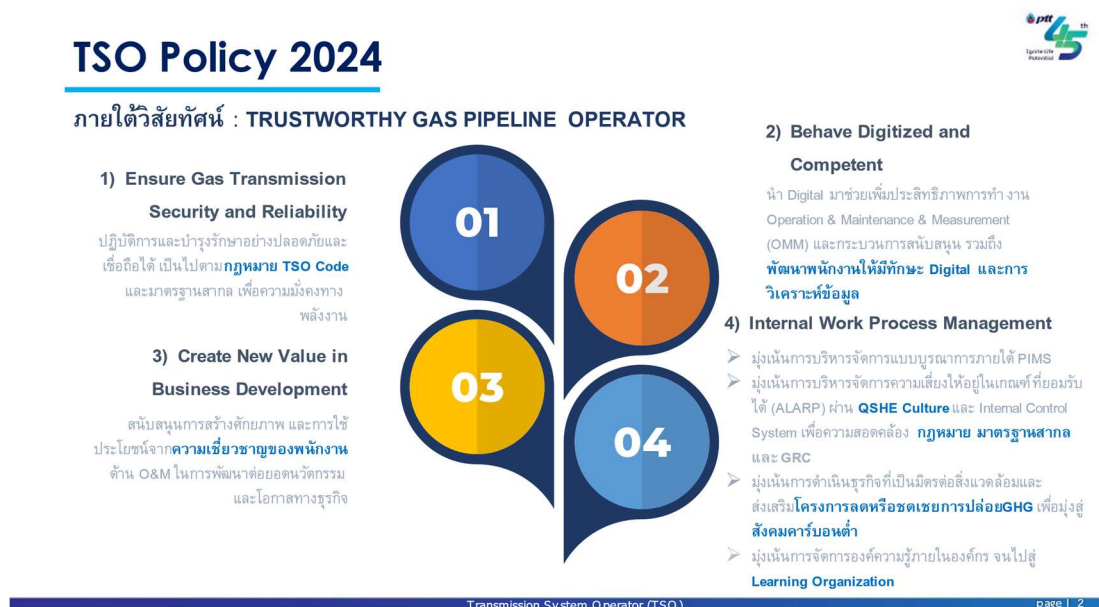 TSO Policy 2024
ptt
45th
Ignite Life
Potential
ภายใต้วิสัยทัศน์ : TRUSTWORTHY GAS PIPELINE OPERATOR
1) Ensure Gas Transmission
Security and Reliability
ปฏิบัติการและบำรุงรักษาอย่างปลอดภัยและ
เชื่อถือได้ เป็นไปตามกฎหมาย TSO Code
และมาตรฐานสากล เพื่อความมั่งคงทาง
พลังงาน
01
2) Behave Digitized and
Competent
นำ Digital มาช่วยเพิ่มประสิทธิภาพการทำ งาน
Operation & Maintenance & Measurement
(OMM) และกระบวนการสนับสนุน รวมถึง
พัฒนาพนักงานให้มีทักษะ Digital และการ
วิเคราะห์ข้อมูล
02
3) Create New Value in
Business Development
สนับสนุนการสร้างศักยภาพ และการใช้
ประโยชน์จากความเชี่ยวชาญของพนักงาน
ด้าน O&M ในการพัฒนาต่อยอดนวัตกรรม
และโอกาสทางธุรกิจ
03
4) Internal Work Process Management
มุ่งเน้นการบริหารจัดการแบบบูรณาการภายใต้ PIMS
มุ่งเน้นการบริหารจัดการความเสี่ยงให้อยู่ในเกณฑ์ที่ยอมรับ
ได้ (ALARP) ผ่าน QSHE Culture และ Internal Control
System เพื่อความสอดคล้อง กฎหมาย มาตรฐานสากล
และ GRC
มุ่งเน้นการดำเนินธุรกิจที่เป็นมิตรต่อสิ่งแวดล้อมและ
ส่งเสริมโครงการลดหรือชดเชยการปล่อยGHG เพื่อมุ่งสู่
สังคมคาร์บอนต่ำ
มุ่งเน้นการจัดการองค์ความรู้ภายในองค์กร จนไปสู่
Learning Organization
04
Transmission System Operator (TSO)
page | 2